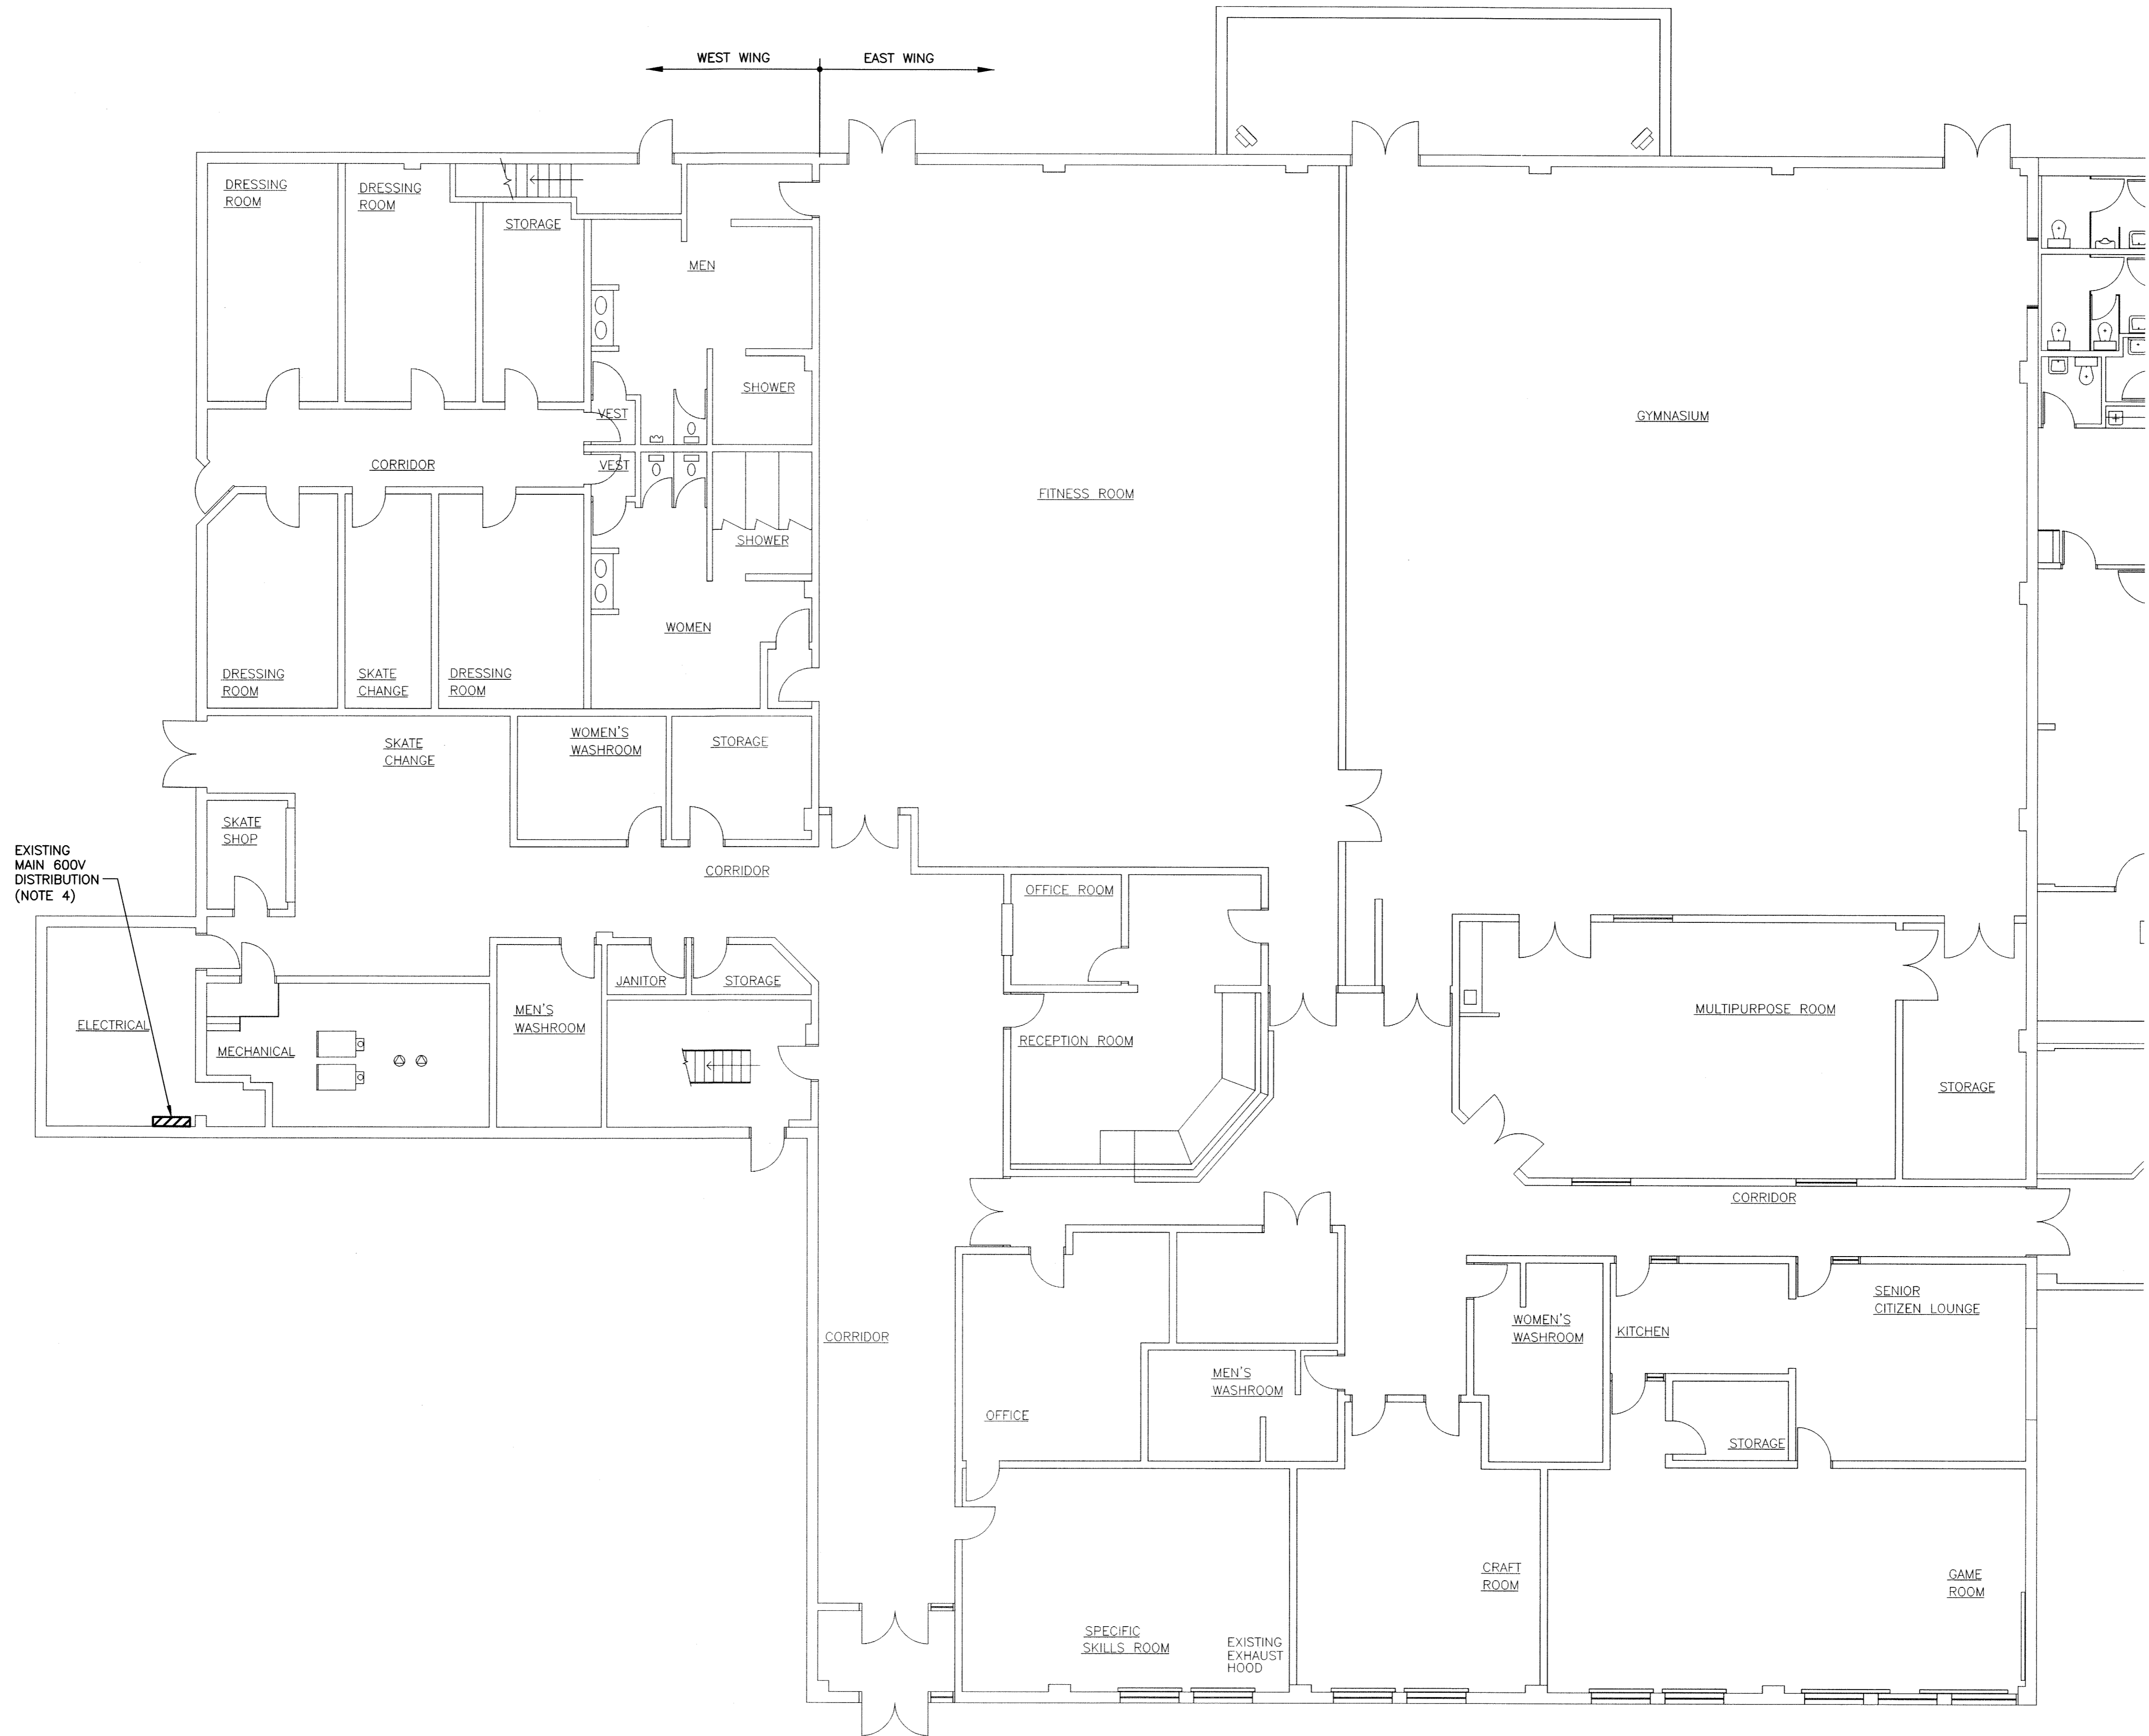 WEST WING
EAST WING
DRESSING
ROOM
DRESSING
ROOM
STORAGE
MEN
SHOWER
VEST
GYMNASIUM
CORRIDOR
VEST
FITNESS ROOM
SHOWER
WOMEN
DRESSING
ROOM
SKATE
CHANGE
DRESSING
ROOM
SKATE
CHANGE
WOMEN'S
WASHROOM
STORAGE
SKATE
SHOP
EXISTING
MAIN 600V
DISTRIBUTION
(NOTE 4)
CORRIDOR
OFFICE ROOM
JANITOR
STORAGE
MEN'S
WASHROOM
ELECTRICAL
MECHANICAL
RECEPTION ROOM
MULTIPURPOSE ROOM
STORAGE
CORRIDOR
SENIOR
CITIZEN LOUNGE
WOMEN'S
WASHROOM
KITCHEN
CORRIDOR
MEN'S
WASHROOM
OFFICE
STORAGE
CRAFT
ROOM
GAME
ROOM
SPECIFIC
SKILLS ROOM
EXISTING
EXHAUST
HOOD